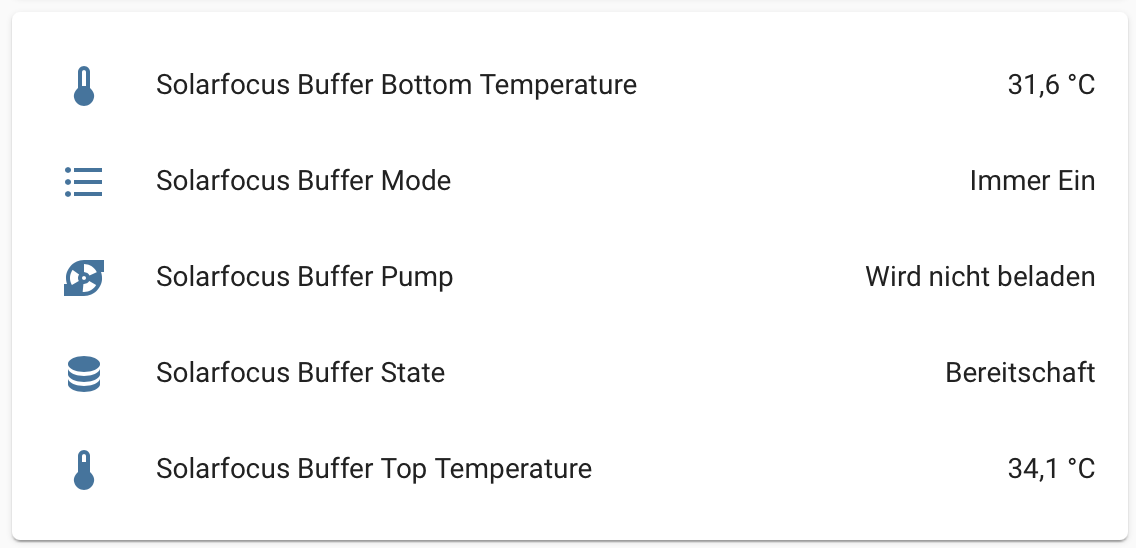 Solarfocus Buffer Bottom Temperature 31,6 °C
Solarfocus Buffer Mode Immer Ein
Solarfocus Buffer Pump Wird nicht beladen
Solarfocus Buffer State Bereitschaft
Solarfocus Buffer Top Temperature 34,1 °C